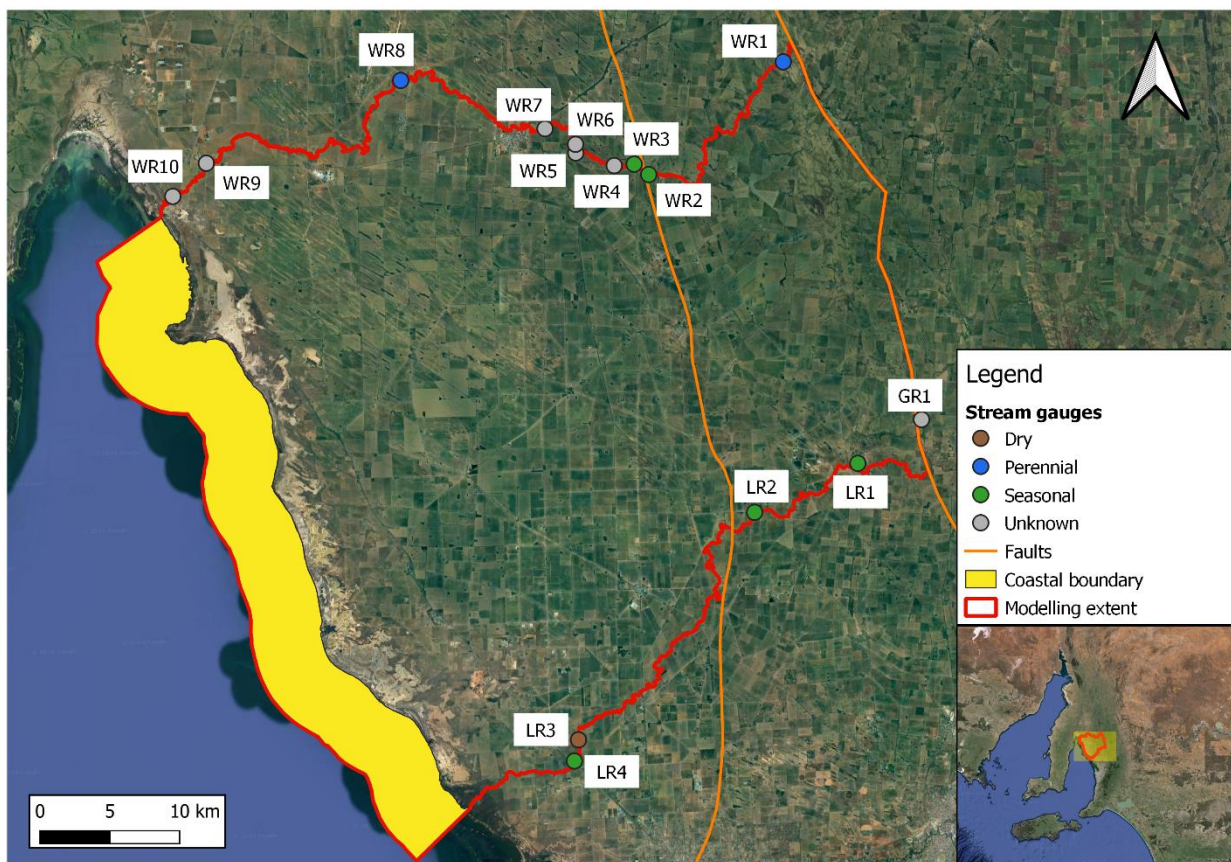 WR8
WR1
WR7
WR6
WR3
WR5
WR4
WR2
WR10
WR9
GR1
LR2
LR1
LR3
LR4
0 5 10 km
Legend
Stream gauges
Dry
Perennial
Seasonal
Unknown
Faults
Coastal boundary
Modelling extent